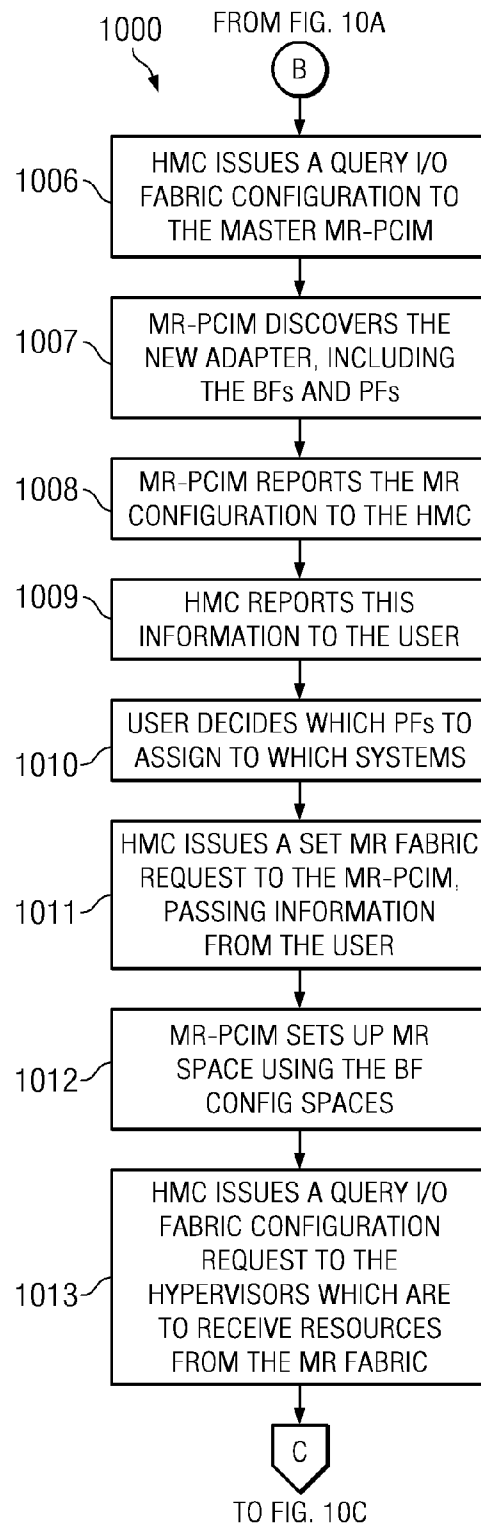 1000
FROM FIG. 10A
B
1006
HMC ISSUES A QUERY I/O
FABRIC CONFIGURATION TO
THE MASTER MR-PCIM
1007
MR-PCIM DISCOVERS THE
NEW ADAPTER, INCLUDING
THE BFs AND PFs
1008
MR-PCIM REPORTS THE MR
CONFIGURATION TO THE HMC
1009
HMC REPORTS THIS
INFORMATION TO THE USER
1010
USER DECIDES WHICH PFs TO
ASSIGN TO WHICH SYSTEMS
1011
HMC ISSUES A SET MR FABRIC
REQUEST TO THE MR-PCIM,
PASSING INFORMATION
FROM THE USER
1012
MR-PCIM SETS UP MR
SPACE USING THE BF
CONFIG SPACES
1013
HMC ISSUES A QUERY I/O
FABRIC CONFIGURATION
REQUEST TO THE
HYPERVISORS WHICH ARE
TO RECEIVE RESOURCES
FROM THE MR FABRIC
C
TO FIG. 10C